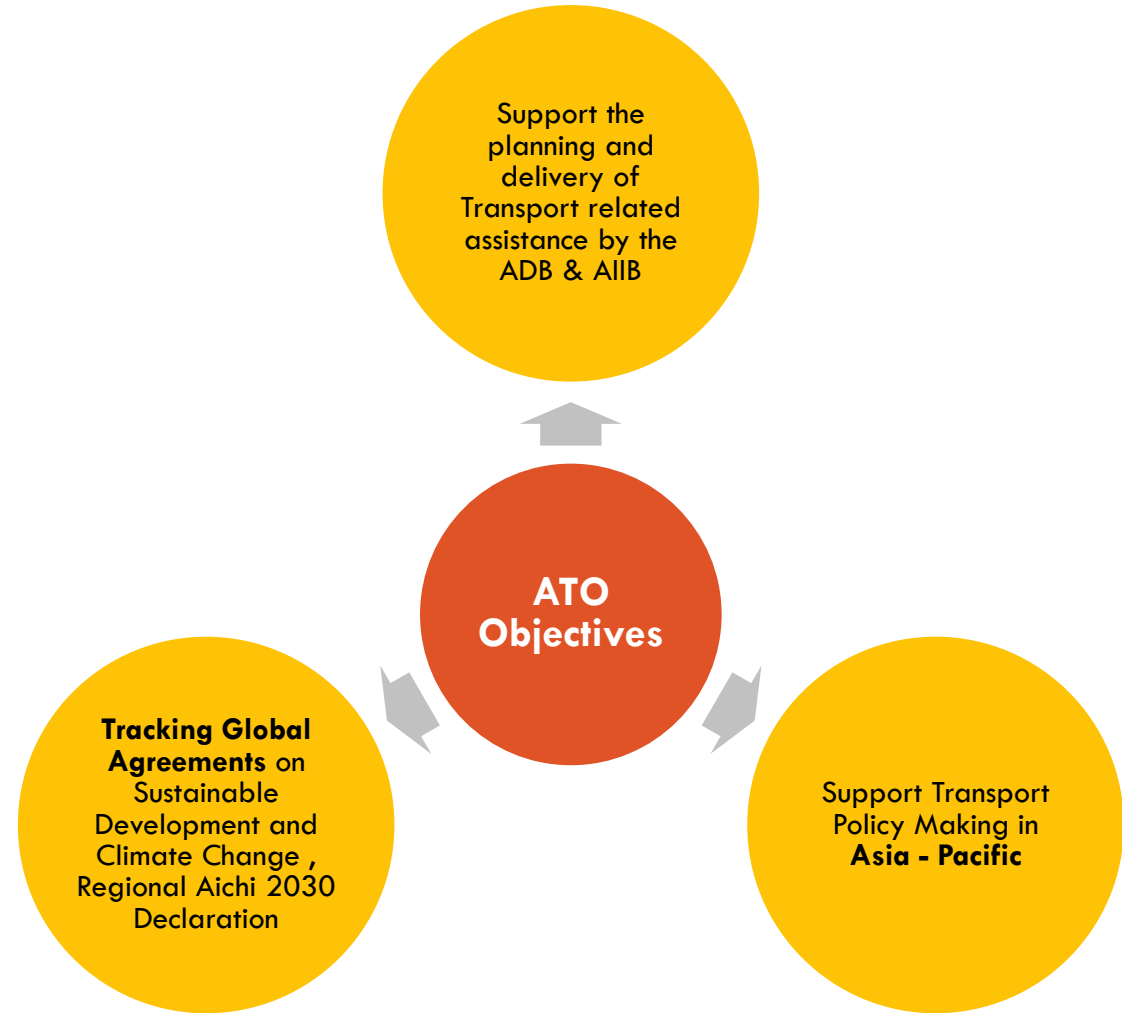 Support the
planning and
delivery of
Transport related
assistance by the
ADB & AIIB
ATO
Objectives
Tracking Global
Agreements on
Sustainable
Development and
Climate Change ,
Regional Aichi 2030
Declaration
Support Transport
Policy Making in
Asia - Pacific